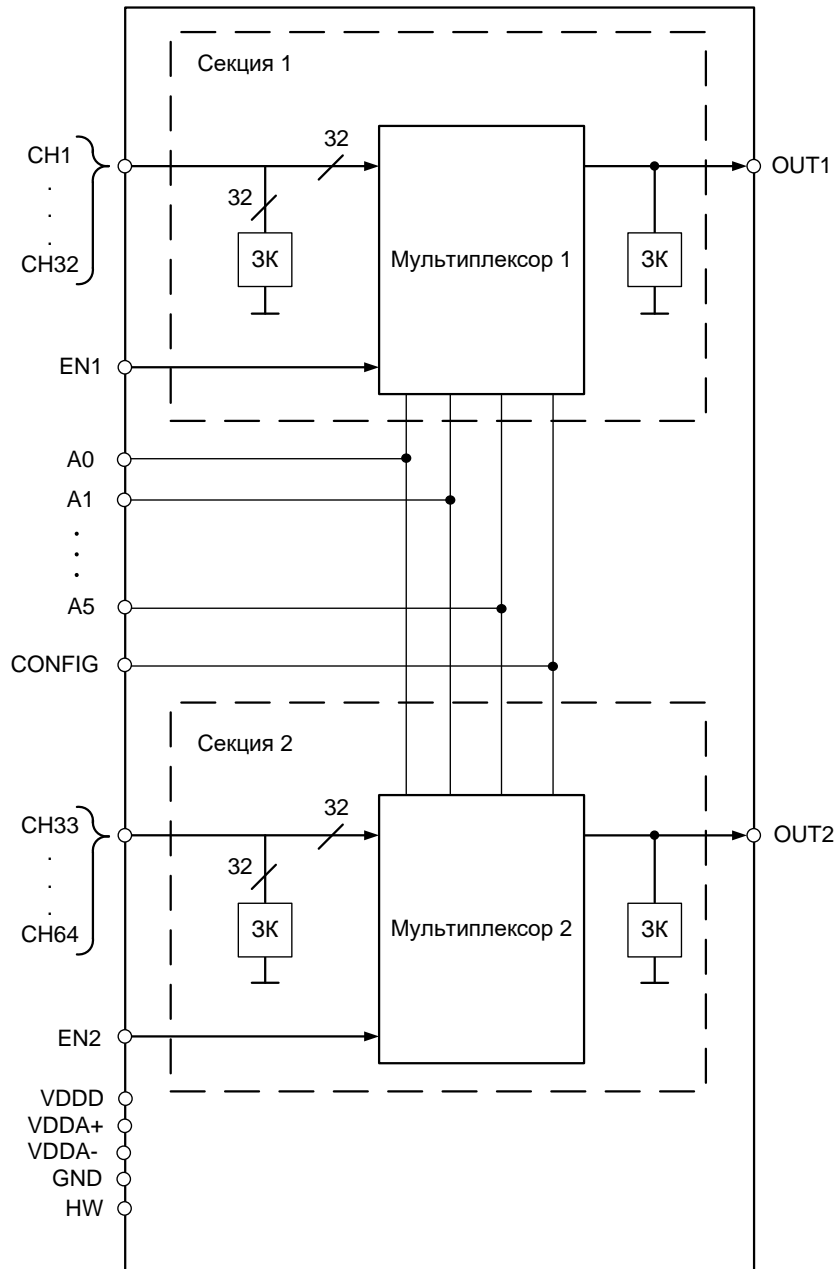 Секция 1
CH1
.
.
.
CH32
32
32
ЗК
Мультиплексор 1
ЗК
OUT1
EN1
A0
A1
.
.
.
A5
CONFIG
Секция 2
CH33
.
.
.
CH64
32
32
ЗК
Мультиплексор 2
ЗК
OUT2
EN2
VDDD
VDDA+
VDDA-
GND
HW